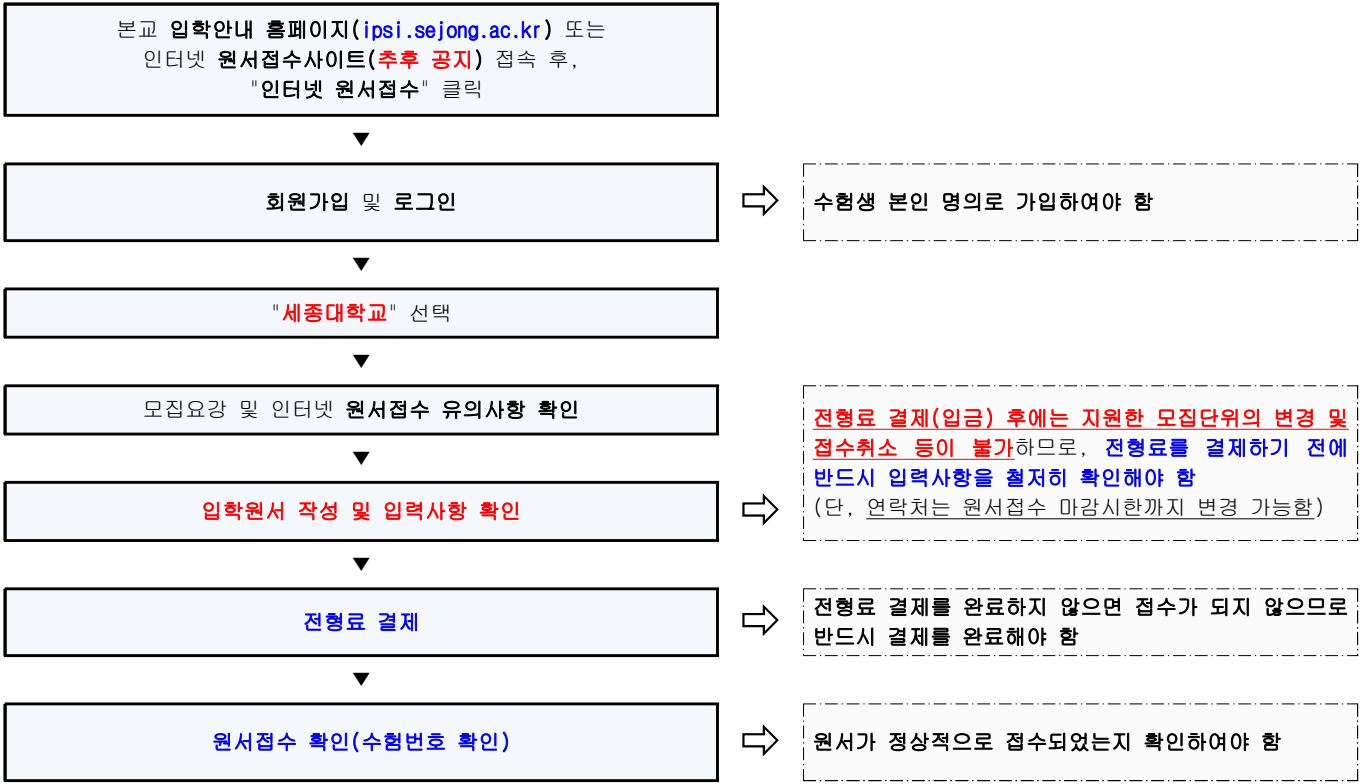 본교 입학안내 홈페이지(ipsi.sejong.ac.kr) 또는
인터넷 원서접수사이트(추후 공지) 접속 후,
"인터넷 원서접수" 클릭
▼
회원가입 및 로그인
수험생 본인 명의로 가입하여야 함
▼
"세종대학교" 선택
▼
모집요강 및 인터넷 원서접수 유의사항 확인
▼
입학원서 작성 및 입력사항 확인
전형료 결제(입금) 후에는 지원한 모집단위의 변경 및
접수취소 등이 불가하므로, 전형료를 결제하기 전에
반드시 입력사항을 철저히 확인해야 함
(단, 연락처는 원서접수 마감시한까지 변경 가능함)
▼
전형료 결제
전형료 결제를 완료하지 않으면 접수가 되지 않으므로
반드시 결제를 완료해야 함
▼
원서접수 확인(수험번호 확인)
원서가 정상적으로 접수되었는지 확인하여야 함